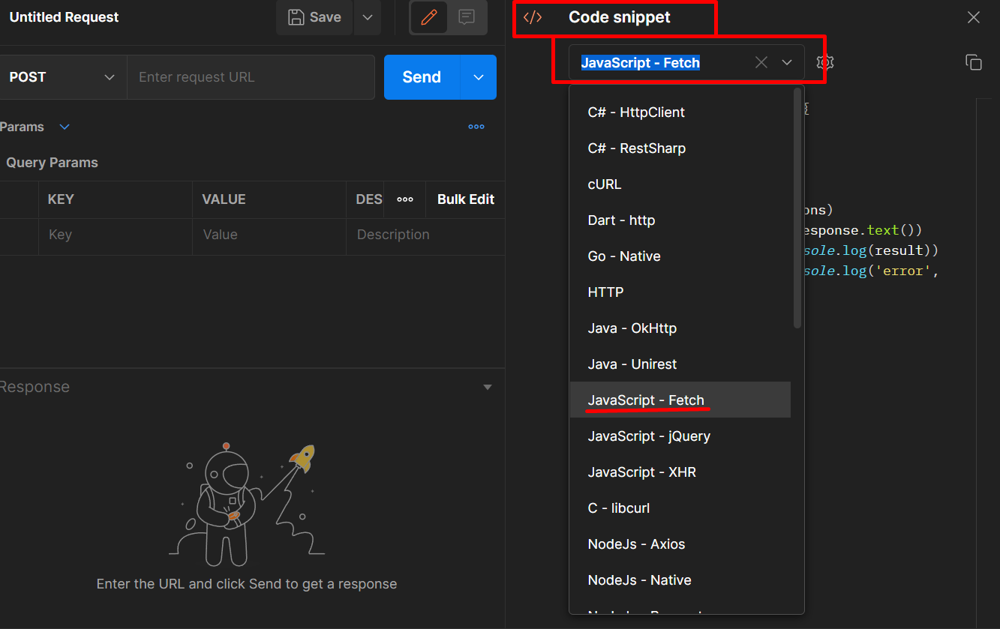 Untitled Request
Save
POST
Enter request URL
Send
Params
Query Params
KEY VALUE DES Bulk Edit
Key Value Description
Response
Enter the URL and click Send to get a response
</> Code snippet
JavaScript - Fetch
{
ons)
esponse.text())
sole.log(result))
sole.log('error',
C# - HttpClient
C# - RestSharp
cURL
Dart - http
Go - Native
HTTP
Java - OkHttp
Java - Unirest
JavaScript - Fetch
JavaScript - jQuery
JavaScript - XHR
C - libcurl
NodeJs - Axios
NodeJs - Native